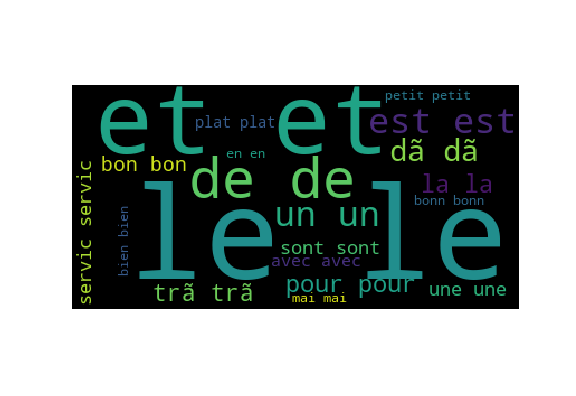 petit petit
et et
plat plat
est est
dã dã
en en
bon bon
de de
la la
bonn bonn
servic servic
bien bien
le le
un un
sont sont
avec avec
pour pour
trã trã
une une
mai mai